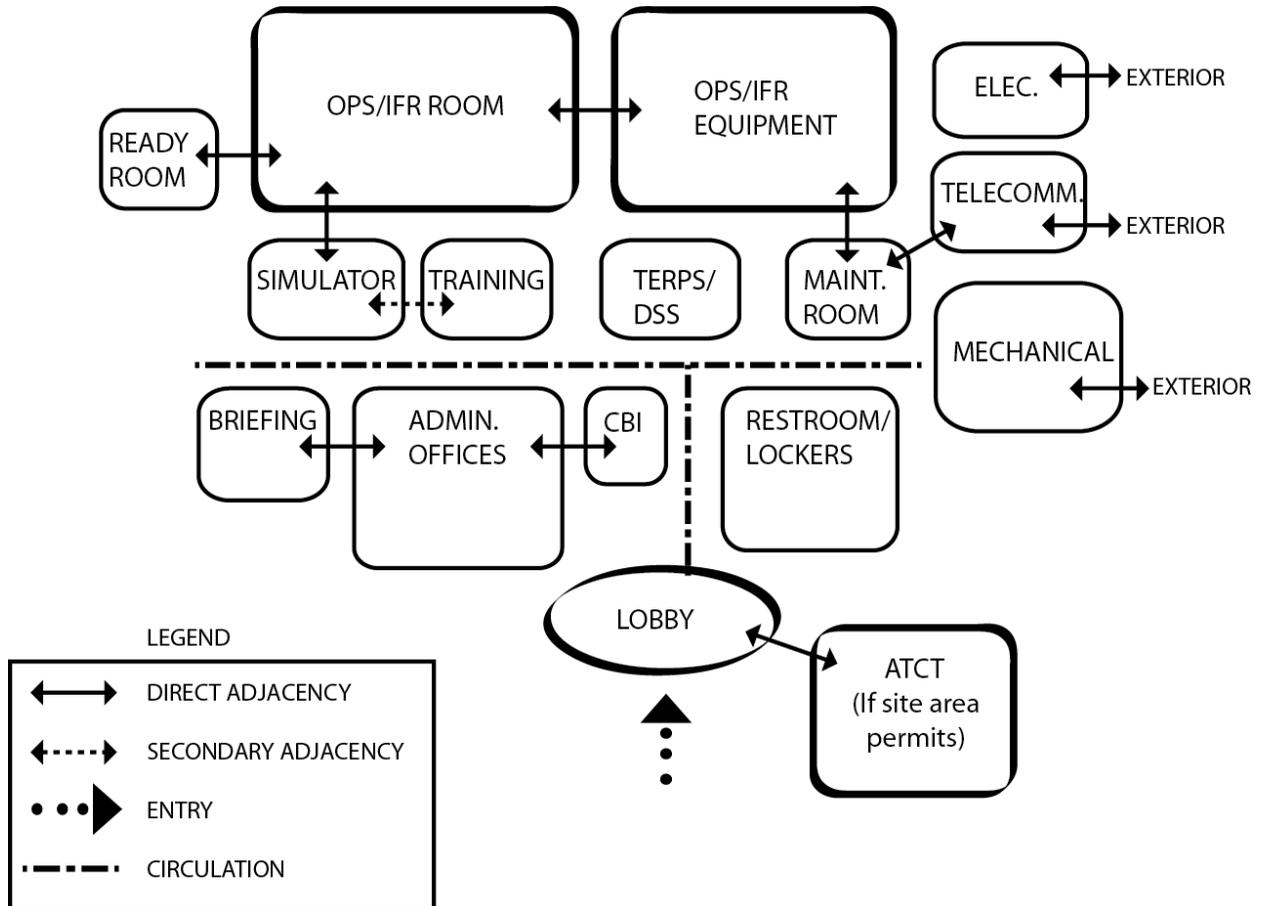 OPS/IFR ROOM
OPS/IFR
EQUIPMENT
ELEC.
EXTERIOR
READY
ROOM
TELECOMM.
EXTERIOR
SIMULATOR
TRAINING
TERPS/
DSS
MAINT.
ROOM
MECHANICAL
EXTERIOR
BRIEFING
ADMIN.
OFFICES
CBI
RESTROOM/
LOCKERS
LOBBY
ATCT
(If site area
permits)
LEGEND
DIRECT ADJACENCY
SECONDARY ADJACENCY
ENTRY
CIRCULATION